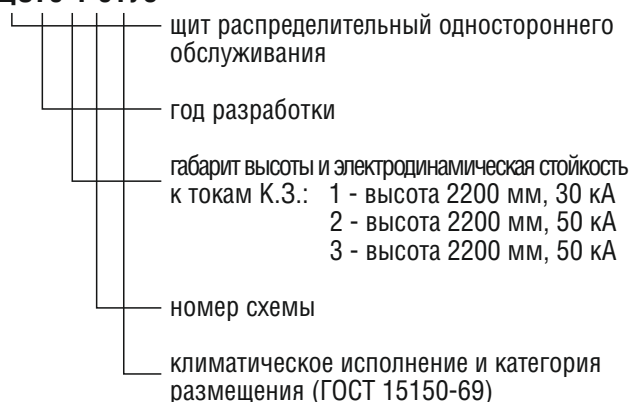 щит распределительный одностороннего
обслуживания
год разработки
габарит высоты и электродинамическая стойкость
к токам К.З.: 1 - высота 2200 мм, 30 кА
2 - высота 2200 мм, 50 кА
3 - высота 2200 мм, 50 кА
номер схемы
климатическое исполнение и категория
размещения (ГОСТ 15150-69)